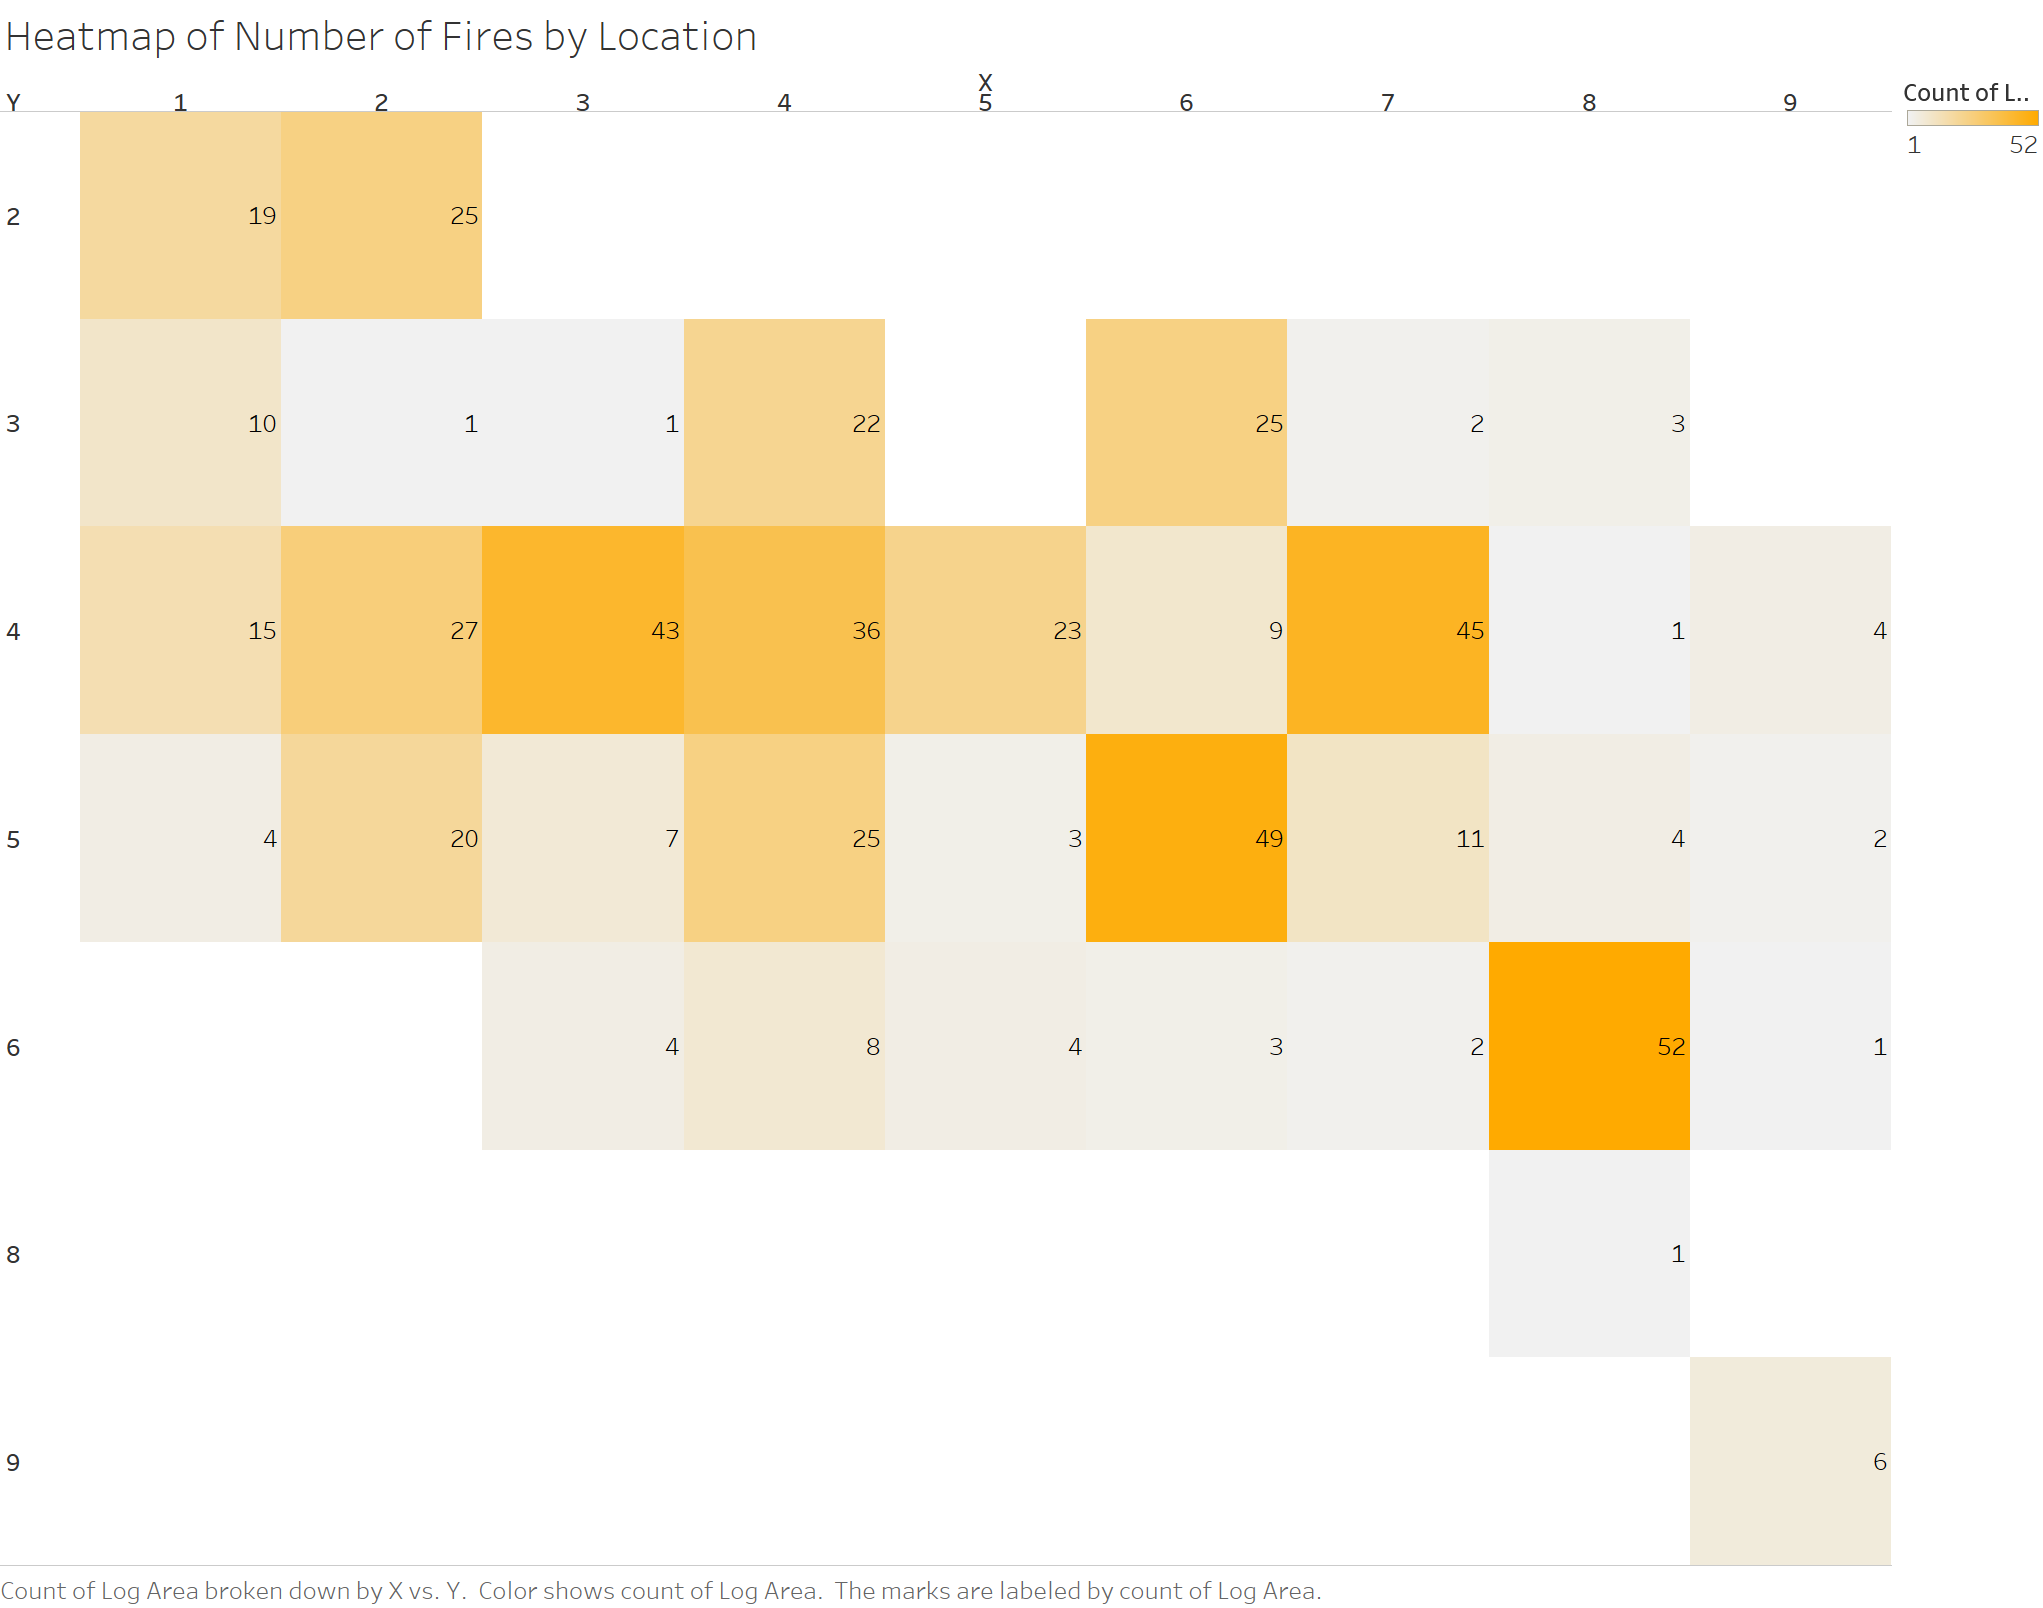 Heatmap of Number of Fires by Location
X
Y 1 2 3 4 5 6 7 8 9
Count of L..
1 52
2 19 25
3 10 1 1 22 25 2 3
4 15 27 43 36 23 9 45 1 4
5 4 20 7 25 3 49 11 4 2
6 4 8 4 3 2 52 1
8 1
9 6
Count of Log Area broken down by X vs. Y.  Color shows count of Log Area.  The marks are labeled by count of Log Area.